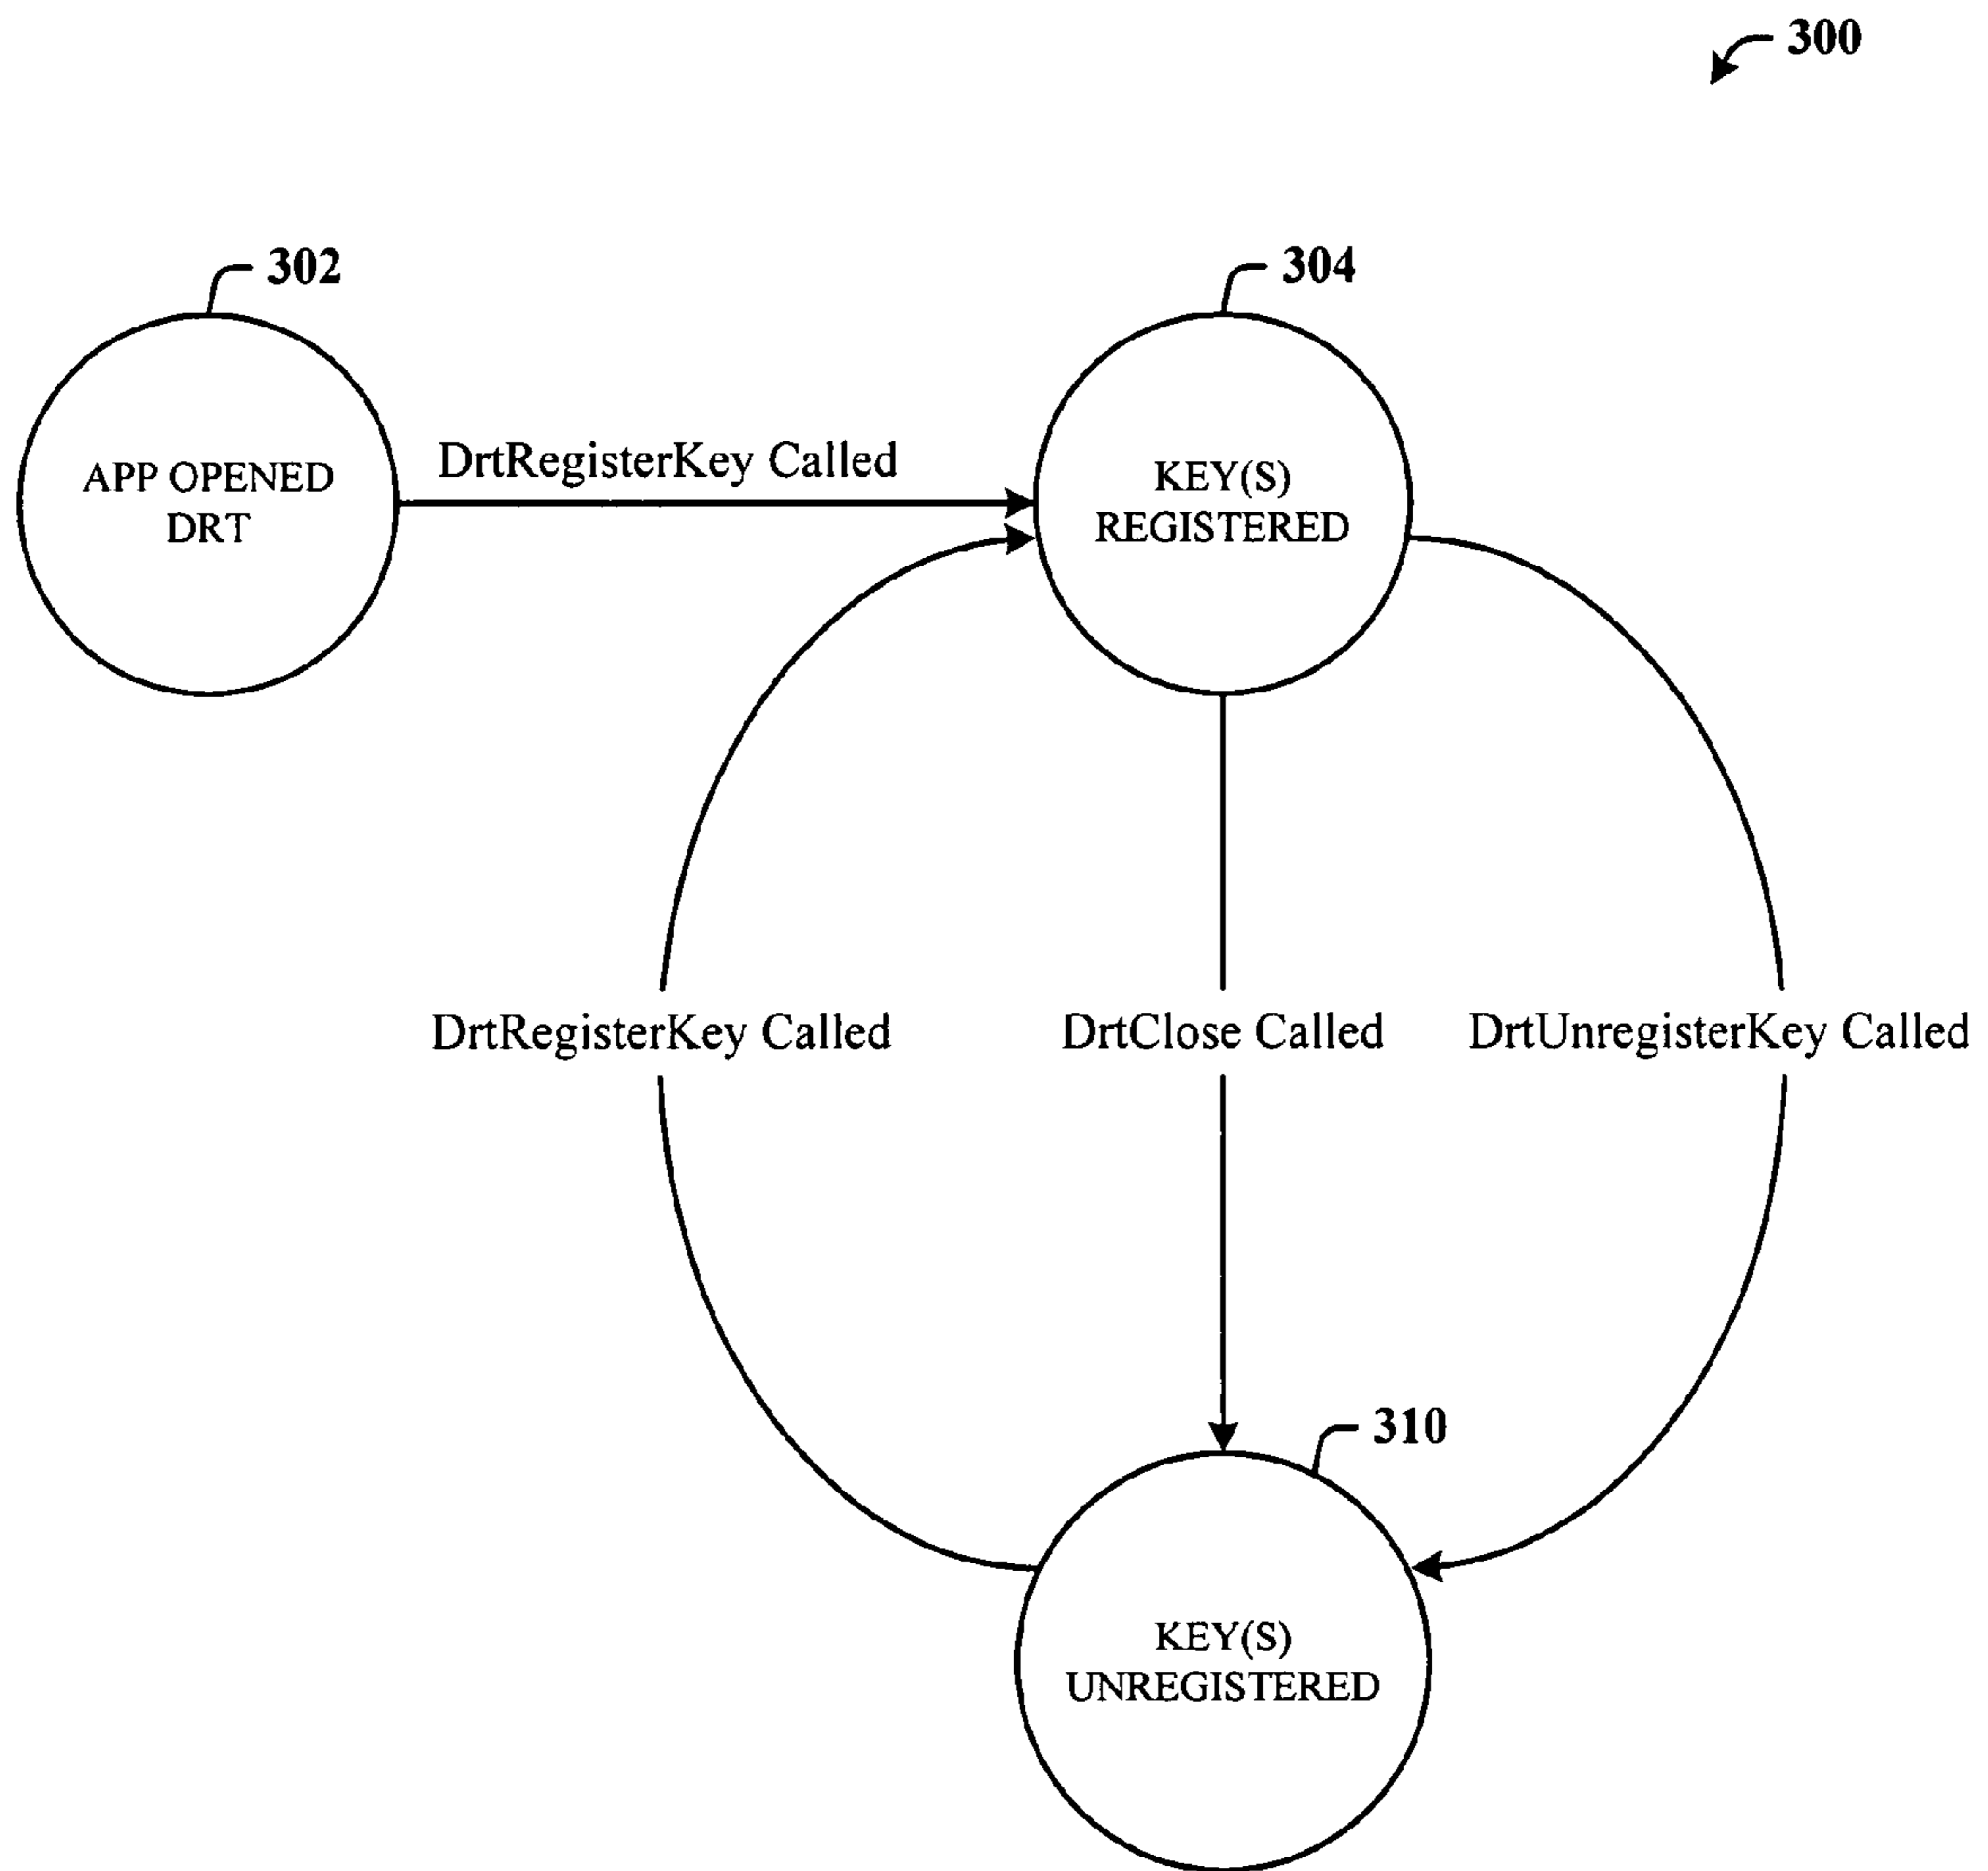 300
302
304
APP OPENED
DRT
DrtRegisterKey Called
KEY(S)
REGISTERED
DrtRegisterKey Called
DrtClose Called
DrtUnregisterKey Called
310
KEY(S)
UNREGISTERED